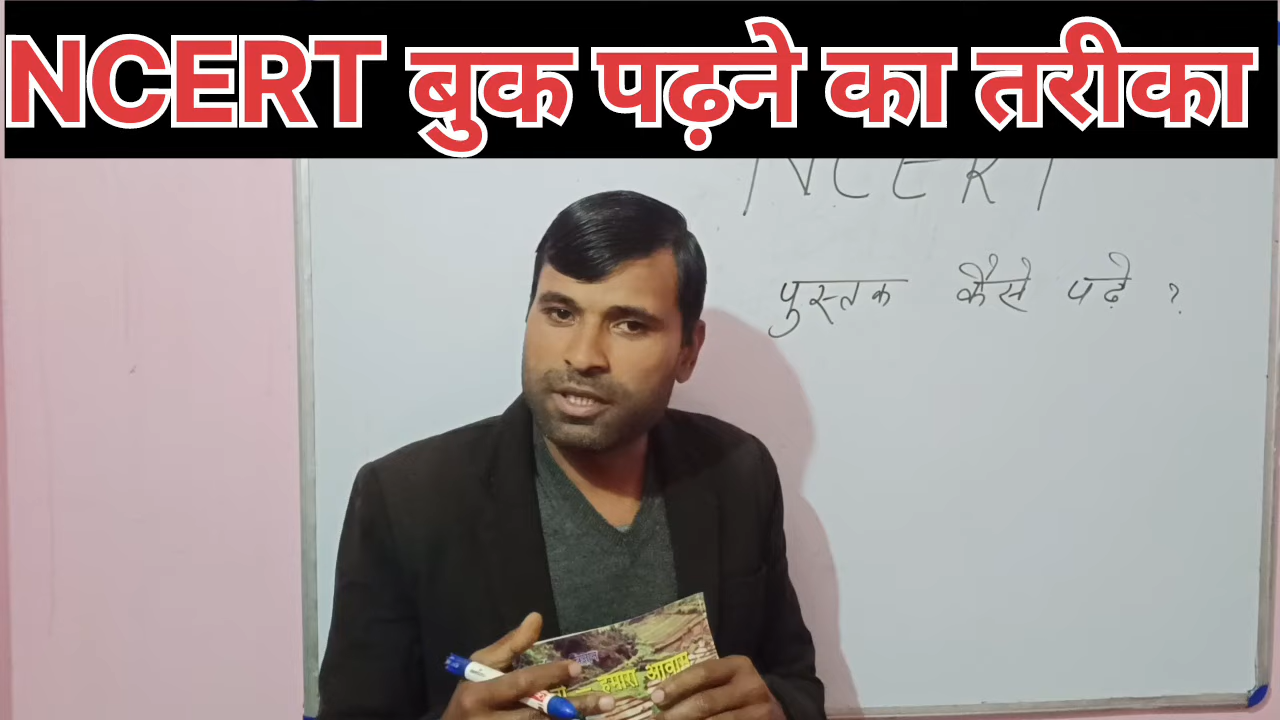 NCERT बुक पढ़ने का तरीका
NCERT
पुस्तक कैसे पढ़े ?
हमारा आवास